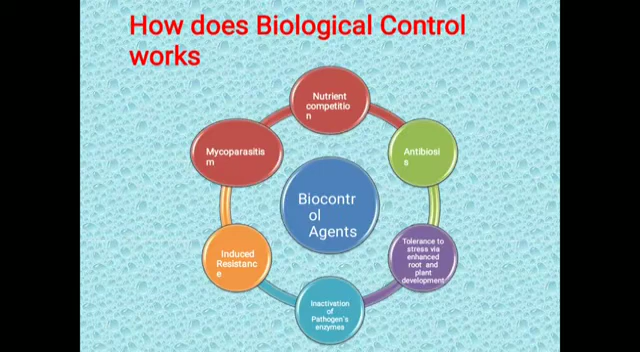 How does Biological Control
works
Nutrient
competitio
n
Mycoparasitis
m
Antibiosi
s
Biocontr
ol
Agents
Induced
Resistanc
e
Tolerance to
stress via
enhanced
root and
plant
development
Inactivation
of
Pathogen`s
enzymes